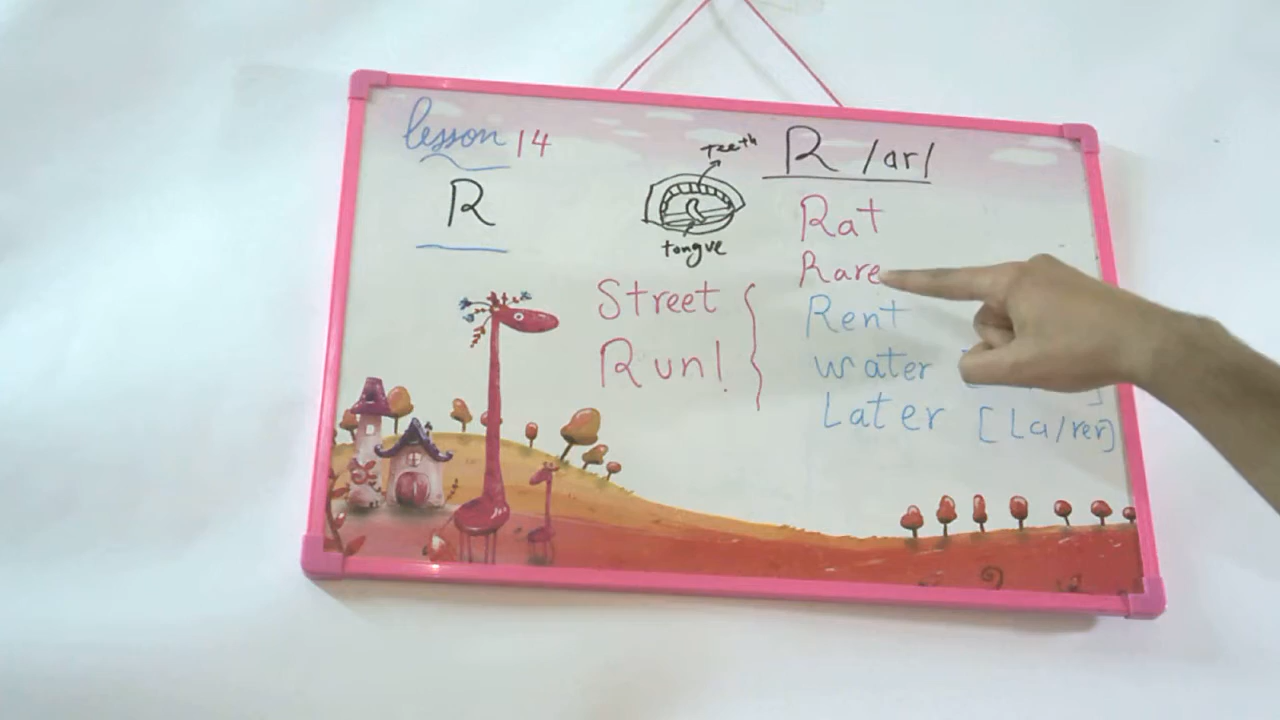 lesson 14
R
Teeth
tongue
Street
Run!
R /ar/
Rat
Rare
Rent
water [
]
Later [La/rer]